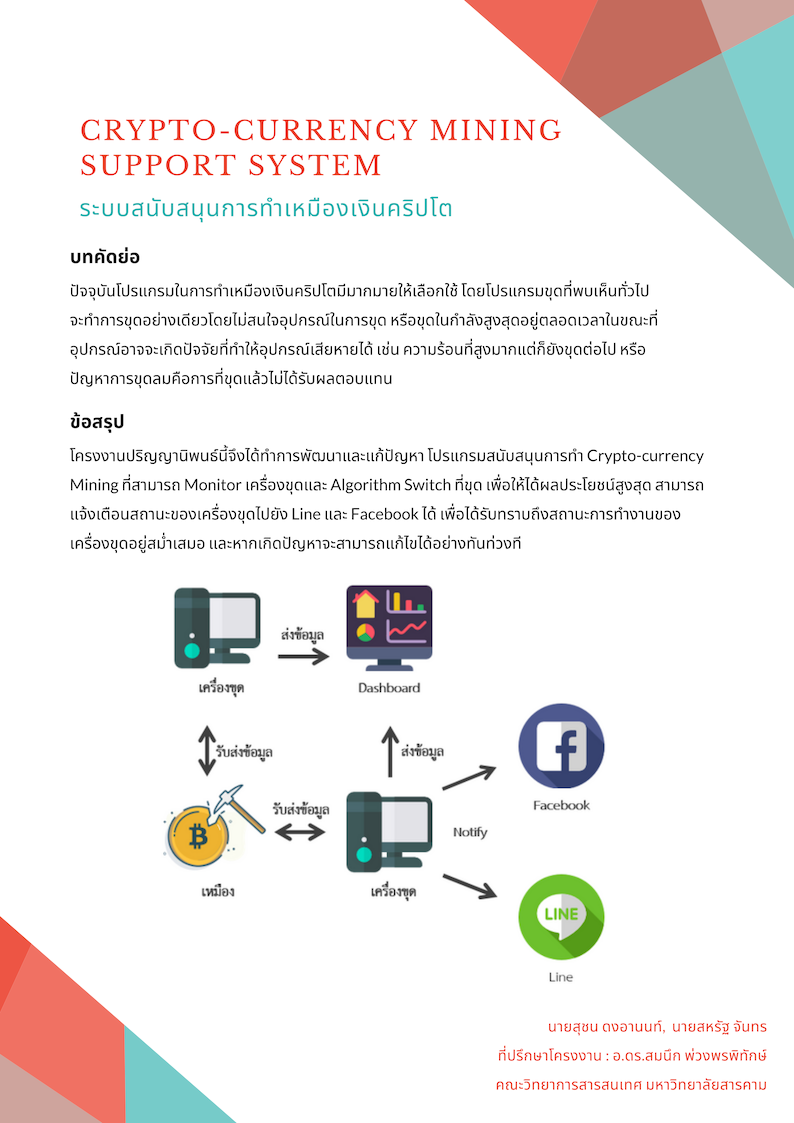 CRYPTO-CURRENCY MINING
SUPPORT SYSTEM
ระบบสนับสนุนการทำเหมืองเงินคริปโต
บทคัดย่อ
ปัจจุบันโปรแกรมในการทำเหมืองเงินคริปโตมีมากมายให้เลือกใช้ โดยโปรแกรมขุดที่พบเห็นทั่วไป
จะทำการขุดอย่างเดียวโดยไม่สนใจอุปกรณ์ในการขุด หรือขุดในกำลังสูงสุดอยู่ตลอดเวลาในขณะที่
อุปกรณ์อาจจะเกิดปัจจัยที่ทำให้อุปกรณ์เสียหายได้ เช่น ความร้อนที่สูงมากแต่ก็ยังขุดต่อไป หรือ
ปัญหาการขุดลมคือการที่ขุดแล้วไม่ได้รับผลตอบแทน
ข้อสรุป
โครงงานปริญญานิพนธ์นี้จึงได้ทำการพัฒนาและแก้ปัญหา โปรแกรมสนับสนุนการทำ Crypto-currency
Mining ที่สามารถ Monitor เครื่องขุดและ Algorithm Switch ที่ขุด เพื่อให้ได้ผลประโยชน์สูงสุด สามารถ
แจ้งเตือนสถานะของเครื่องขุดไปยัง Line และ Facebook ได้ เพื่อได้รับทราบถึงสถานะการทำงานของ
เครื่องขุดอยู่สม่ำเสมอ และหากเกิดปัญหาจะสามารถแก้ไขได้อย่างทันท่วงที
ส่งข้อมูล
เครื่องขุด
Dashboard
รับส่งข้อมูล
ส่งข้อมูล
Facebook
รับส่งข้อมูล
Notify
เหมือง
เครื่องขุด
LINE
Line
นายสุชน ดงอานนท์, นายสหรัฐ จันทร
ที่ปรึกษาโครงงาน : อ.ดร.สมนึก พ่วงพรพิทักษ์
คณะวิทยาการสารสนเทศ มหาวิทยาลัยสารคาม